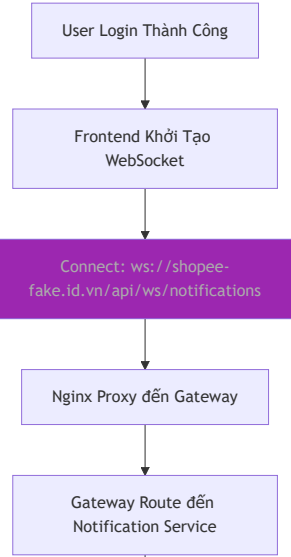 User Login Thành Công
Frontend Khởi Tạo
WebSocket
Connect: ws://shopee-
fake.id.vn/api/ws/notifications
Nginx Proxy đến Gateway
Gateway Route đến
Notification Service